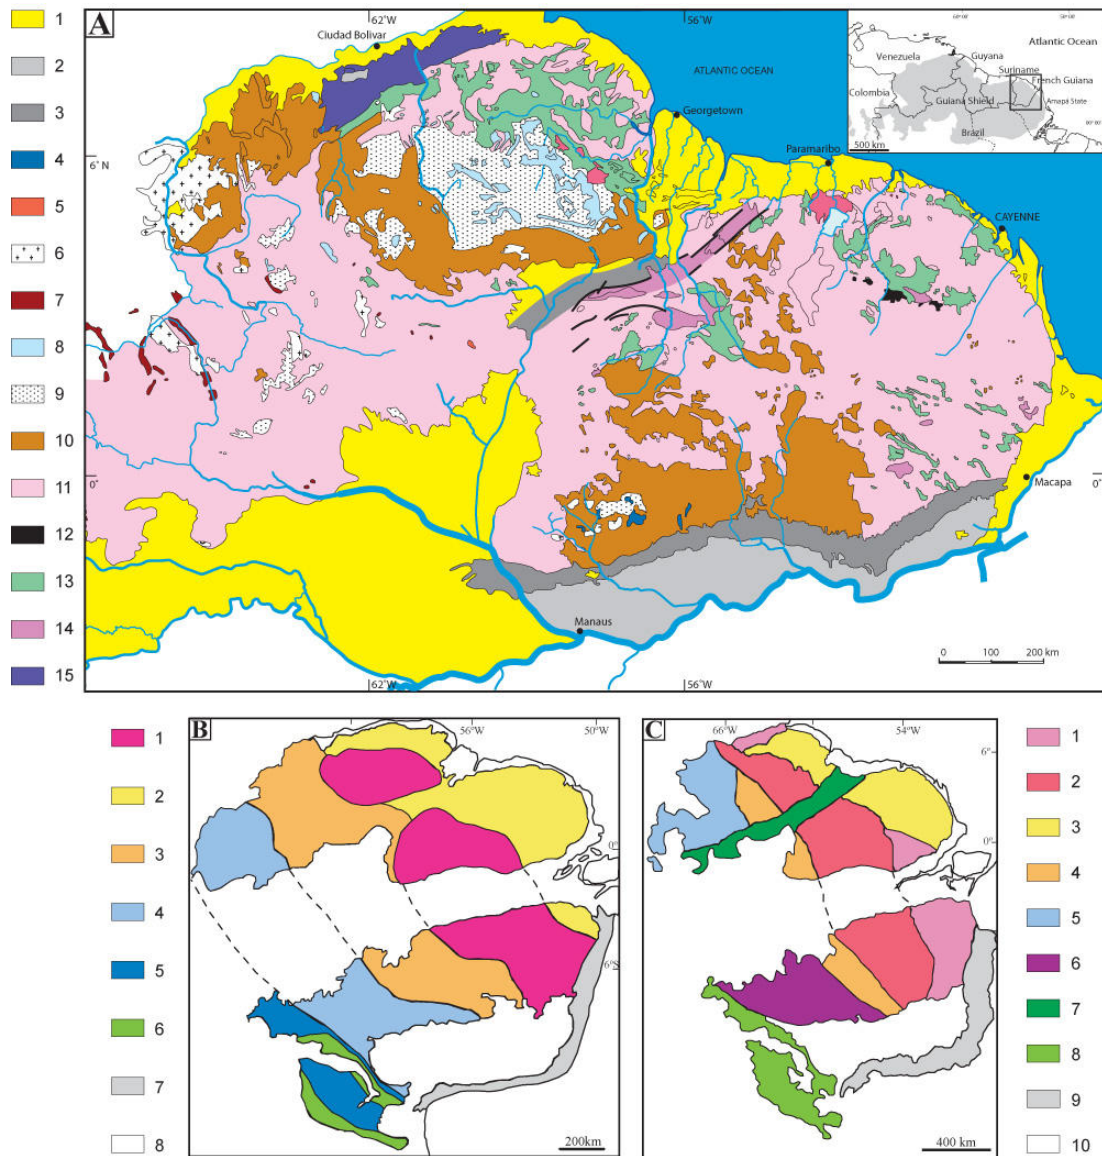 A
1
2
3
4
5
6
7
8
9
10
11
12
13
14
15
62°W
56°W
Ciudad Bolivar
ATLANTIC OCEAN
Georgetown
Paramaribo
CAYENNE
6°N
0°
0°
Macapa
Manaus
62°W
56°W
0 100 200 km
Atlantic Ocean
Venezuela
Guyana
Suriname
French Guiana
Colombia
Guiana Shield
Amapá State
Brazil
500 km
B
1
2
3
4
5
6
7
8
56°W
50°W
0°
6°S
200km
C
66°W
54°W
6°
0°
400 km
1
2
3
4
5
6
7
8
9
10